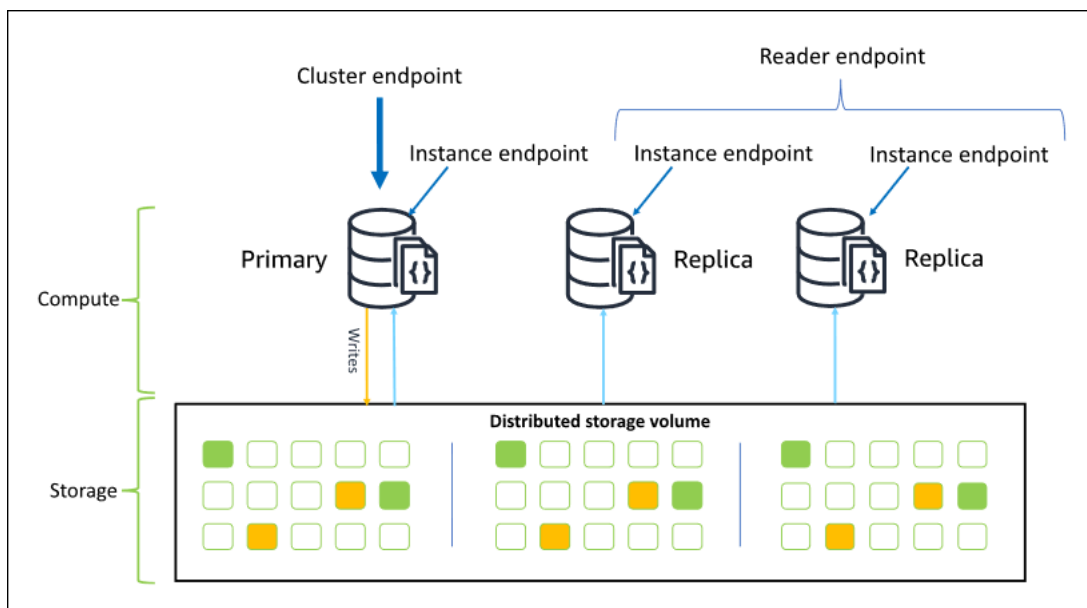 Reader endpoint
Cluster endpoint
Instance endpoint
Instance endpoint
Instance endpoint
Primary
{}
{}
Replica
{}
Replica
Compute
Writes
Distributed storage volume
Storage